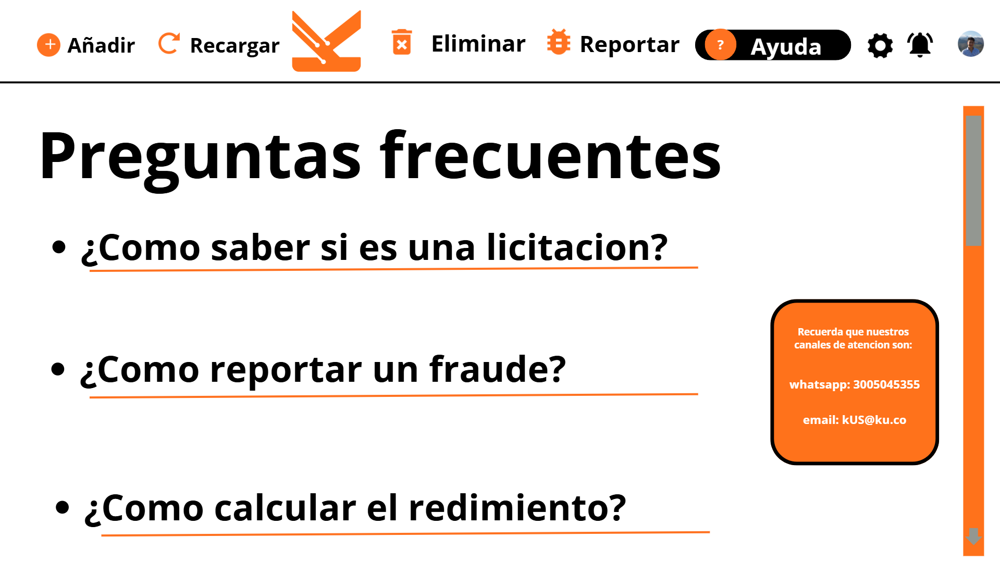 Añadir
Recargar
Eliminar
Reportar
?
Ayuda
Preguntas frecuentes
• ¿Como saber si es una licitacion?
• ¿Como reportar un fraude?
Recuerda que nuestros
canales de atencion son:
whatsapp: 3005045355
email: kUS@ku.co
• ¿Como calcular el redimiento?